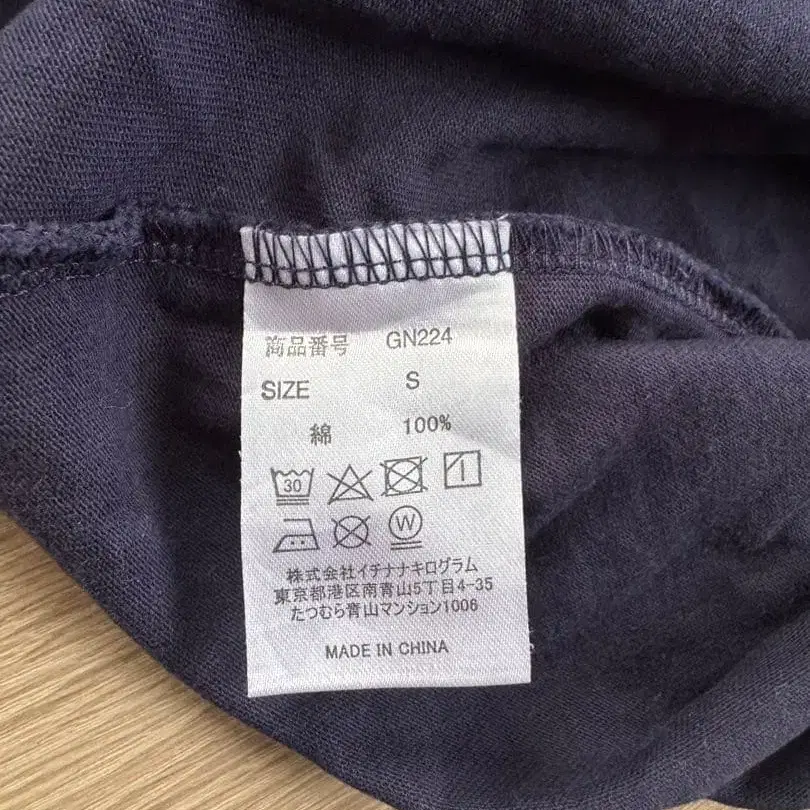 商品番号 GN224
SIZE S
綿 100%
30
W
株式会社イチナナキログラム
東京都港区南青山5丁目4-35
たつむら青山マンション1006
MADE IN CHINA